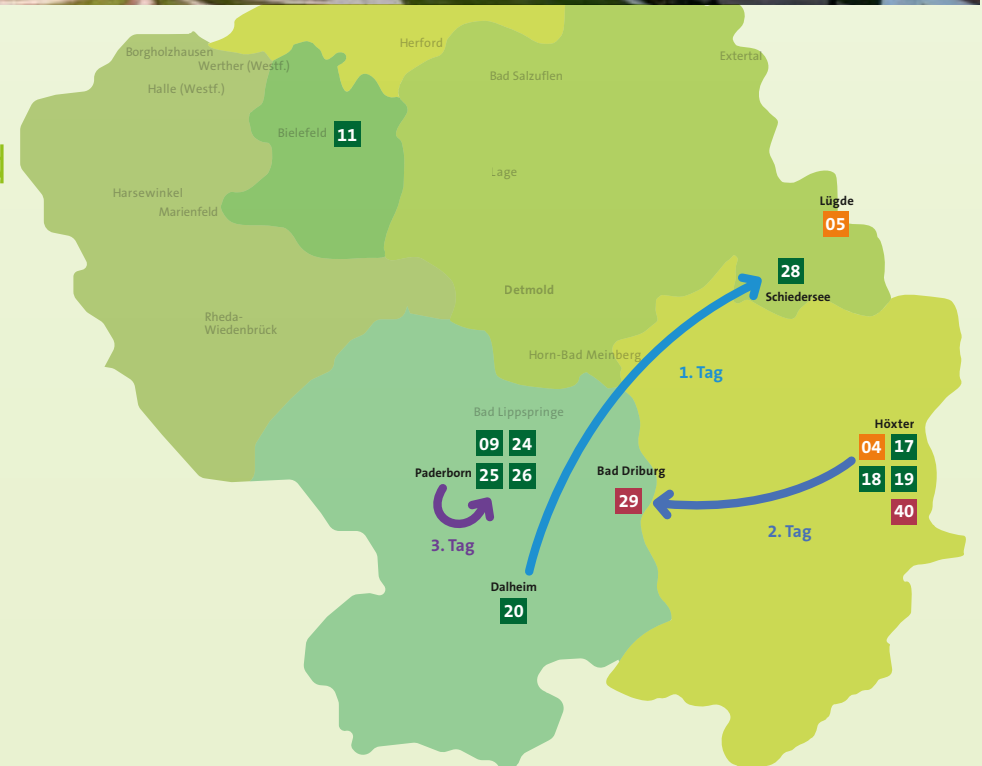 Herford
Borgholzhausen
Extertal
Werther (Westf.)
Bad Salzuflen
Halle (Westf.)
Bielefeld 11
Lage
Harsewinkel
Marienfeld
Lügde
05
28
Schiedersee
Detmold
Rheda-
Wiedenbrück
Horn-Bad Meinberg
1. Tag
Bad Lippspringe
09 24
Paderborn 25 26
3. Tag
Bad Driburg
29
Höxter
04 17
18 19
40
2. Tag
Dalheim
20